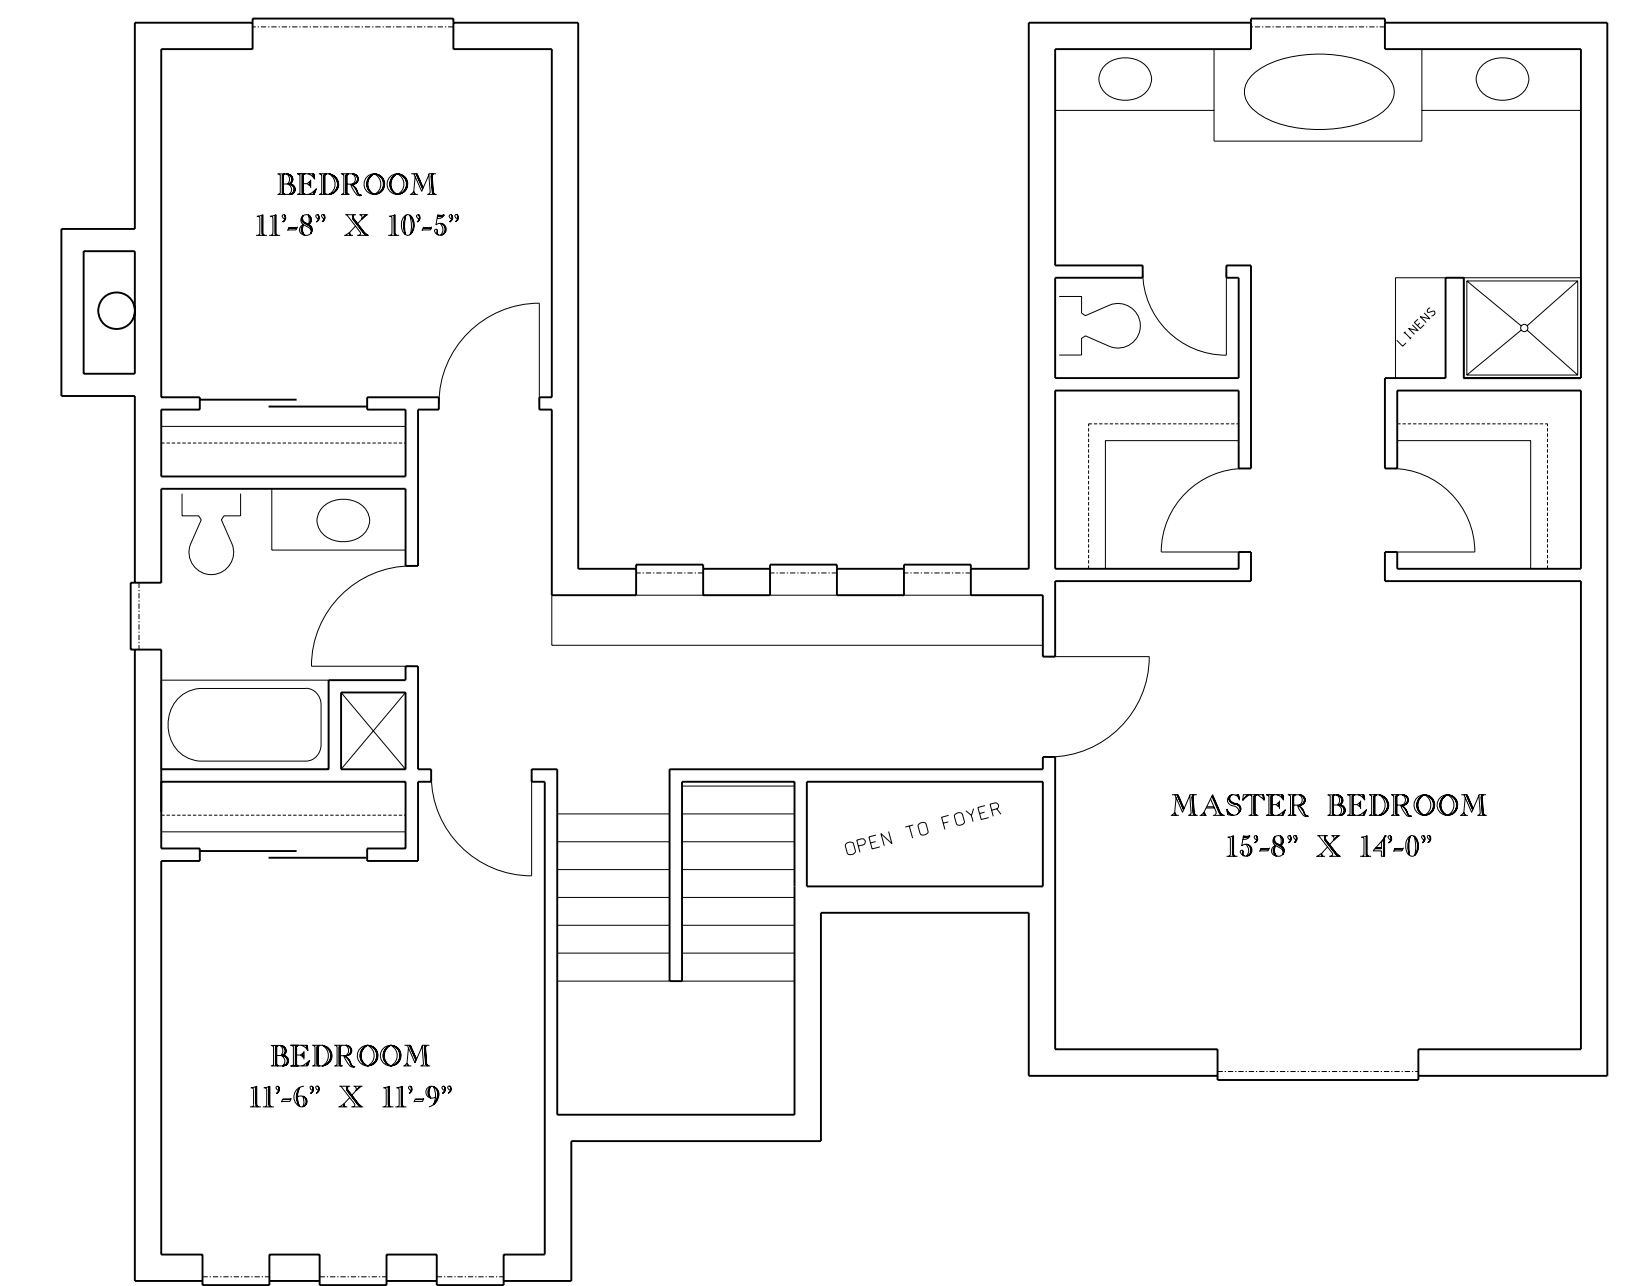 BEDROOM
11'-8" X 10'-5"
LINENS
MASTER BEDROOM
15'-8" X 14'-0"
OPEN TO FOYER
BEDROOM
11'-6" X 11'-9"